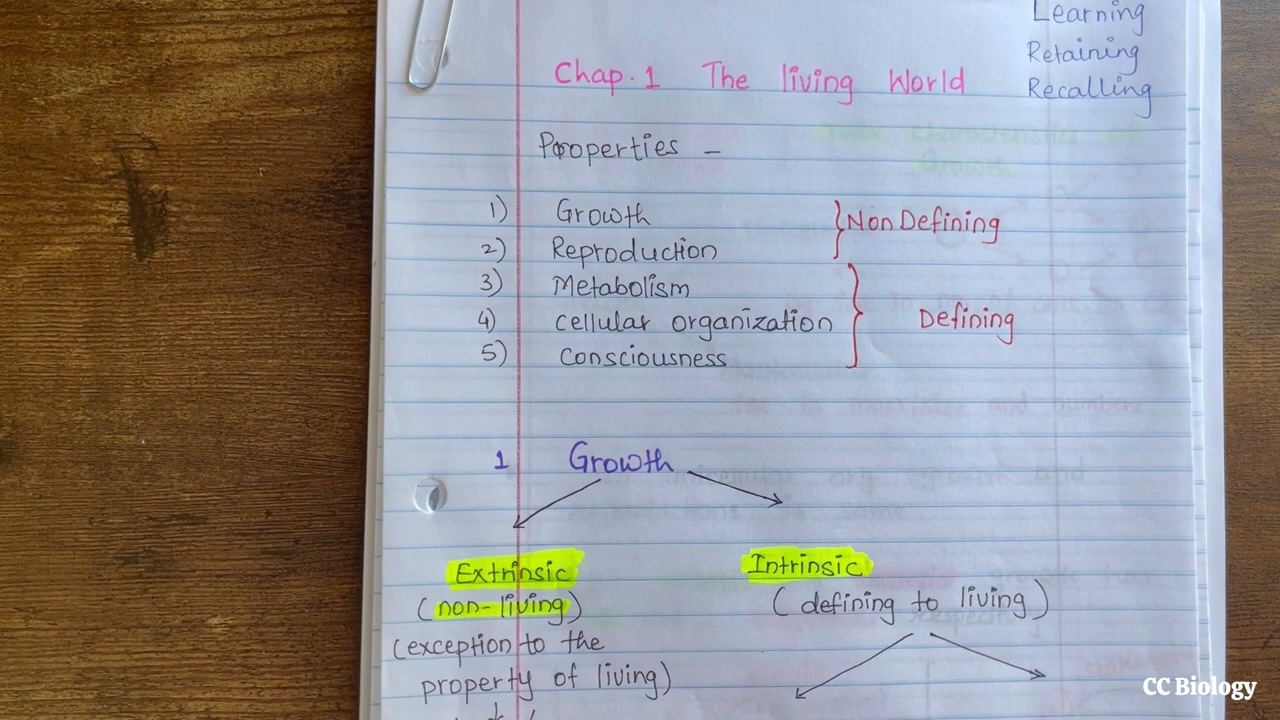 Learning
Retaining
Recalling
Chap. 1 The living World
Properties -
1) Growth
2) Reproduction
} Non Defining
3) Metabolism
4) cellular organization
5) consciousness
} Defining
1 Growth
Extrinsic
(non-living)
(exception to the
property of living)
Intrinsic
(defining to living)
CC Biology